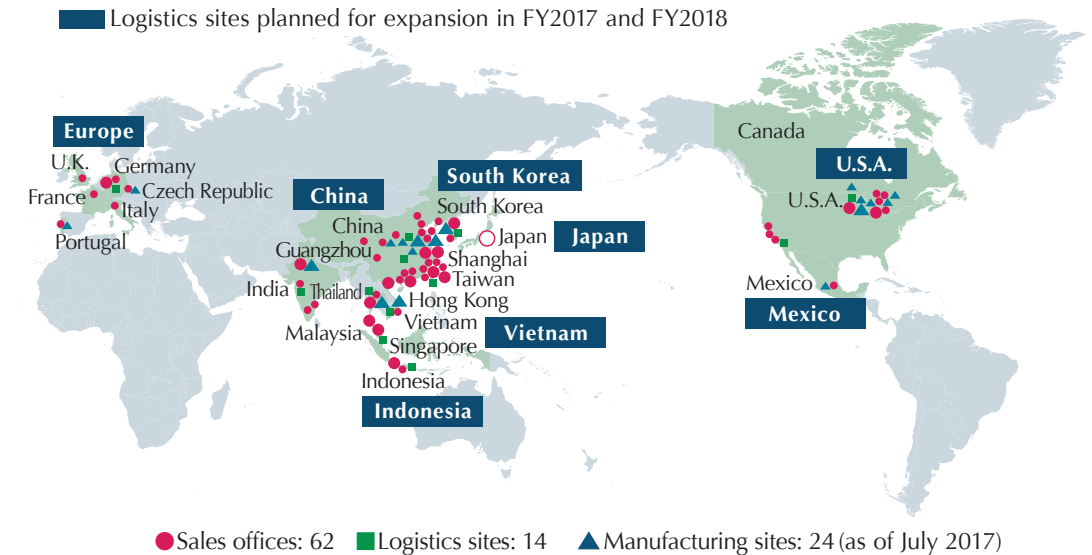 Logistics sites planned for expansion in FY2017 and FY2018
Europe
U.K.
Germany
France
Czech Republic
Italy
Portugal
China
South Korea
South Korea
China
Japan
Japan
Guangzhou
Shanghai
Taiwan
India
Thailand
Hong Kong
Vietnam
Vietnam
Malaysia
Singapore
Indonesia
Indonesia
Canada
U.S.A.
U.S.A.
Mexico
Mexico
Sales offices: 62 Logistics sites: 14 Manufacturing sites: 24 (as of July 2017)